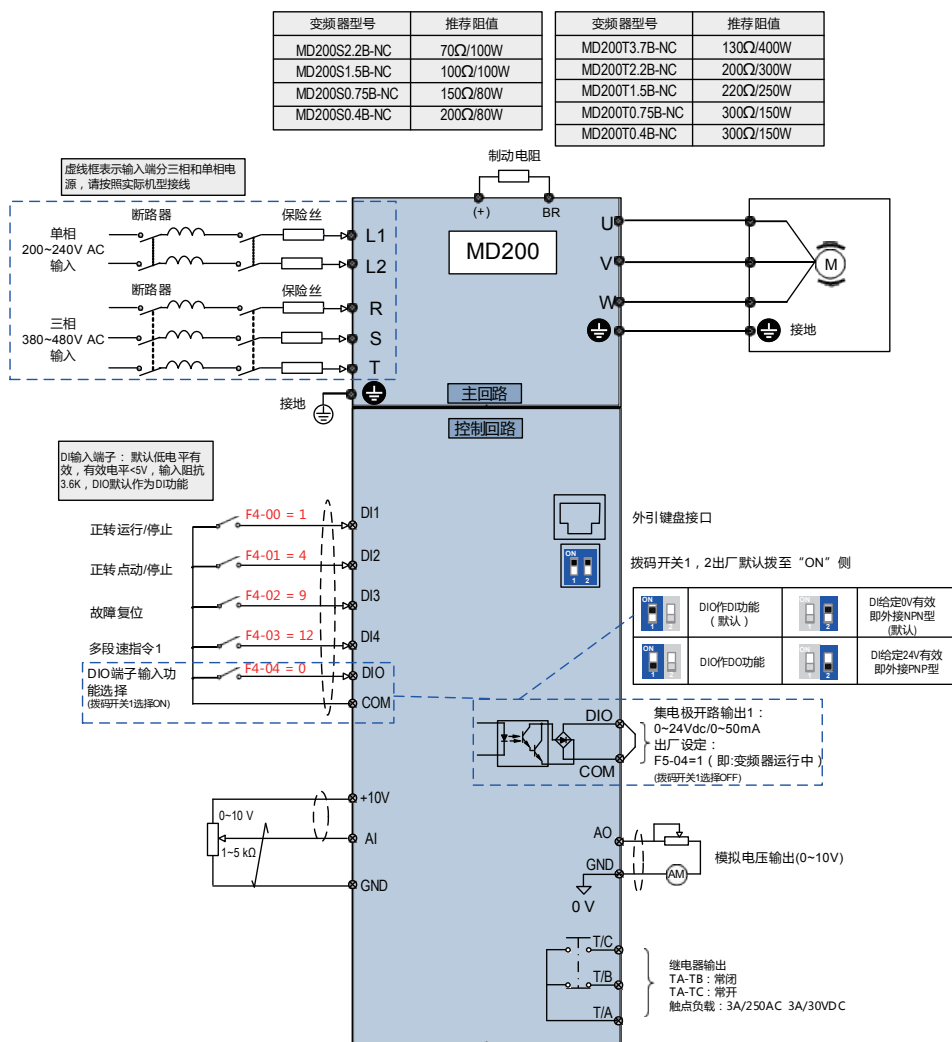 变频器型号 推荐阻值
MD200S2.2B-NC 70Ω/100W
MD200S1.5B-NC 100Ω/100W
MD200S0.75B-NC 150Ω/80W
MD200S0.4B-NC 200Ω/80W
变频器型号 推荐阻值
MD200T3.7B-NC 130Ω/400W
MD200T2.2B-NC 200Ω/300W
MD200T1.5B-NC 220Ω/250W
MD200T0.75B-NC 300Ω/150W
MD200T0.4B-NC 300Ω/150W
虚线框表示输入端分三相和单相电
源，请按照实际机型接线
制动电阻
(+) BR
MD200
断路器 保险丝
单相
200~240V AC
输入
L1
L2
断路器 保险丝
三相
380~480V AC
输入
R
S
T
接地
U
V
W
M
接地
主回路
控制回路
DI输入端子：默认低电平有
效，有效电平<5V，输入阻抗
3.6K，DIO默认作为DI功能
正转运行/停止 F4-00 = 1 DI1
正转点动/停止 F4-01 = 4 DI2
故障复位 F4-02 = 9 DI3
多段速指令1 F4-03 = 12 DI4
DIO端子输入功
能选择
(拨码开关1选择ON)
F4-04 = 0 DIO
COM
外引键盘接口
ON
1 2
拨码开关1，2出厂默认拨至“ON”侧
ON
1 2
DIO作DI功能
（默认）
ON
1 2
DI给定0V有效
即外接NPN型
(默认)
ON
1 2
DIO作DO功能
ON
1 2
DI给定24V有效
即外接PNP型
DIO
COM
集电极开路输出1：
0~24Vdc/0~50mA
出厂设定：
F5-04=1（即:变频器运行中）
(拨码开关1选择OFF)
+10V
0~10 V
AI
1~5 kΩ
GND
AO
GND
0 V
AM
模拟电压输出(0~10V)
T/C
T/B
T/A
继电器输出
TA-TB：常闭
TA-TC：常开
触点负载：3A/250AC 3A/30VDC